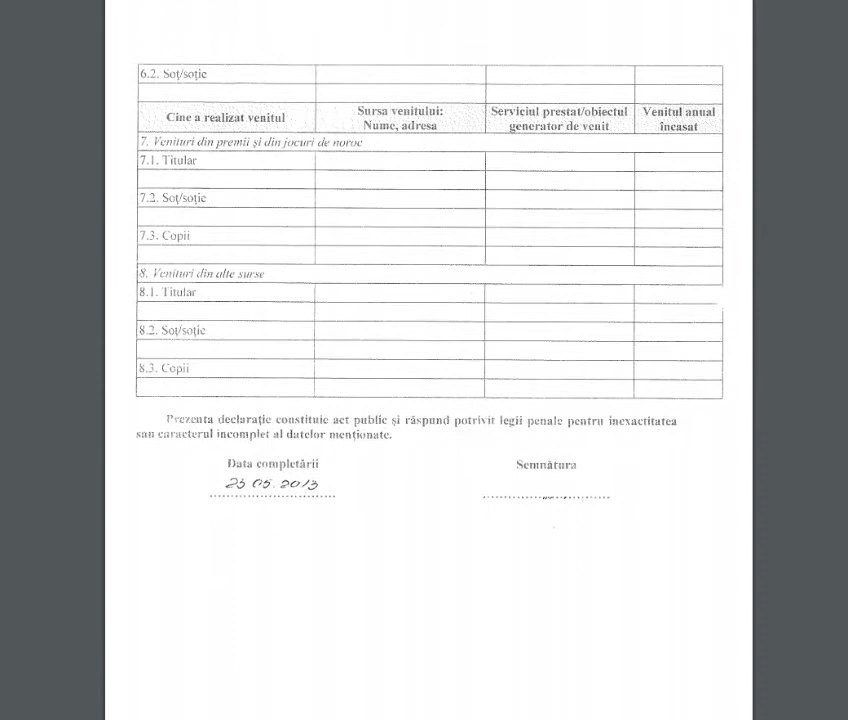 6.2. Soț/soție
Cine a realizat venitul
Sursa venitului:
Nume, adresa
Serviciul prestat/obiectul
generator de venit
Venitul anual
încasat
7. Venituri din premii și din jocuri de noroc
7.1. Titular
7.2. Soț/soție
7.3. Copii
8. Venituri din alte surse
8.1. Titular
8.2. Soț/soție
8.3. Copii
Prezenta declarație constituie act public și răspund potrivit legii penale pentru inexactitatea
sau caracterul incomplet al datelor menționate.
Data completării
Semnătura
23 05. 2013